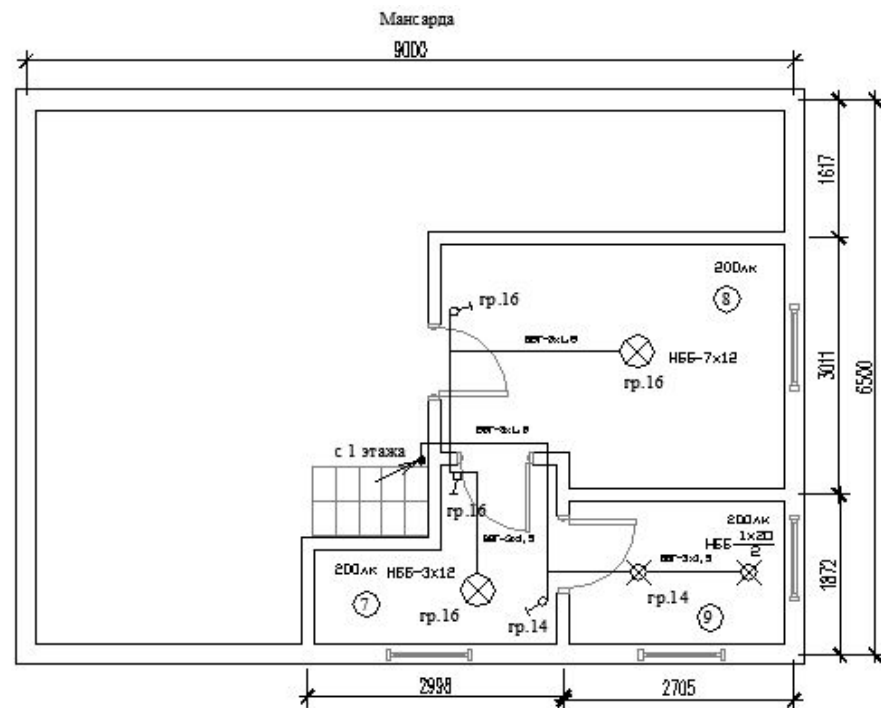 Мансарда
9000
1617
200лк
8
гр.16
НББ-7х12
гр.16
3011
6500
с 1 этажа
гр.16
200лк
НББ 1х20
2
200лк
НББ-3х12
7
гр.16
гр.14
гр.14
9
1872
2998
2705